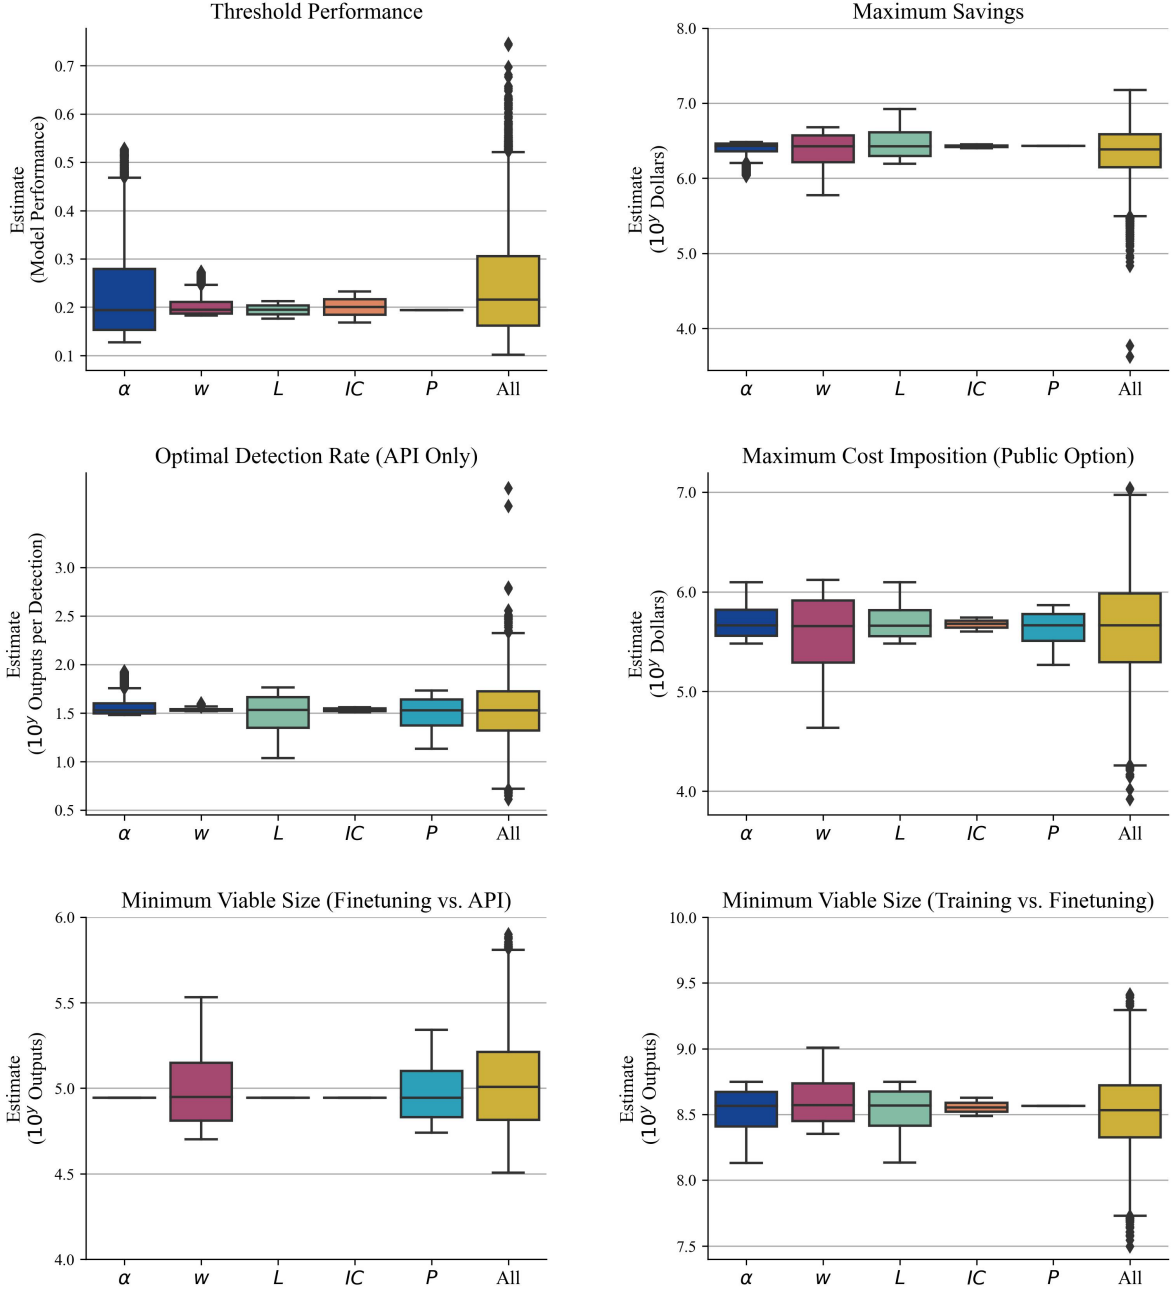 Threshold Performance
Estimate
(Model Performance)
0.7
0.6
0.5
0.4
0.3
0.2
0.1
α w L IC P All
Maximum Savings
Estimate
(10^y Dollars)
8.0
7.0
6.0
5.0
4.0
α w L IC P All
Optimal Detection Rate (API Only)
Estimate
(10^y Outputs per Detection)
3.0
2.5
2.0
1.5
1.0
0.5
α w L IC P All
Maximum Cost Imposition (Public Option)
Estimate
(10^y Dollars)
7.0
6.0
5.0
4.0
α w L IC P All
Minimum Viable Size (Finetuning vs. API)
Estimate
(10^y Outputs)
6.0
5.5
5.0
4.5
4.0
α w L IC P All
Minimum Viable Size (Training vs. Finetuning)
Estimate
(10^y Outputs)
10.0
9.5
9.0
8.5
8.0
7.5
α w L IC P All